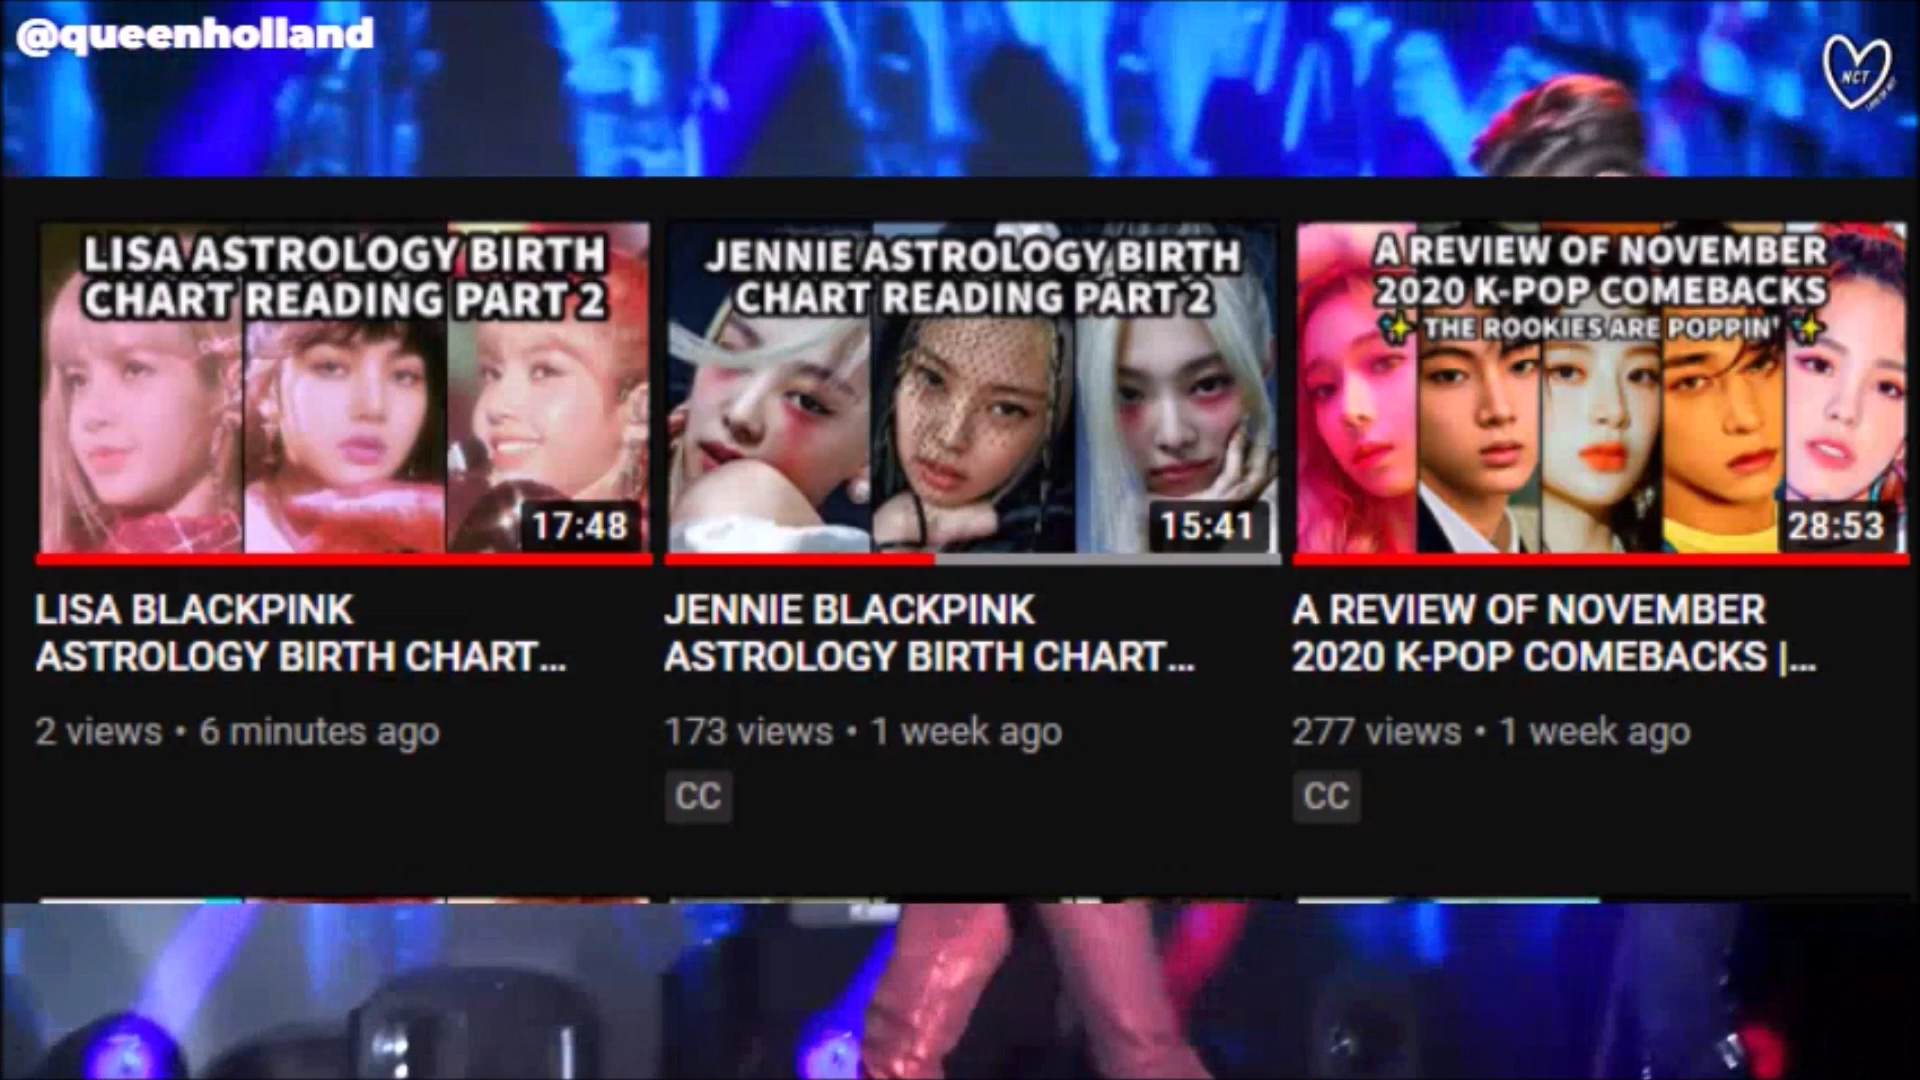 @queenholland
NCT
LISA ASTROLOGY BIRTH
CHART READING PART 2
17:48
JENNIE ASTROLOGY BIRTH
CHART READING PART 2
15:41
A REVIEW OF NOVEMBER
2020 K-POP COMEBACKS
✨ THE ROOKIES ARE POPPIN' ✨
28:53
LISA BLACKPINK
ASTROLOGY BIRTH CHART...
2 views • 6 minutes ago
JENNIE BLACKPINK
ASTROLOGY BIRTH CHART...
173 views • 1 week ago
CC
A REVIEW OF NOVEMBER
2020 K-POP COMEBACKS |...
277 views • 1 week ago
CC